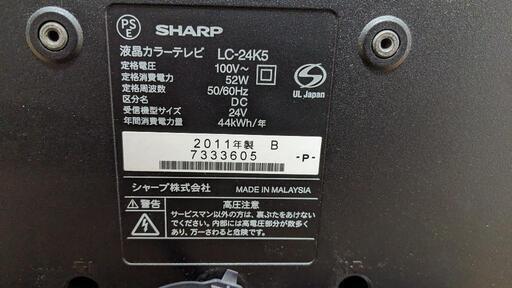 PS
E
SHARP
液晶カラーテレビ LC-24K5
定格電圧 100V～
定格消費電力 52W
定格周波数 50/60Hz
区分名 DC
受信機型サイズ 24V
年間消費電力量 44kWh/年
UL Japan
2011年製 B
7333605 -P-
シャープ株式会社 MADE IN MALAYSIA
警告 高圧注意
サービスマン以外の方は、裏ぶたをあけない
でください。内部には高電圧部分が数多く
あり、万一さわると危険です。